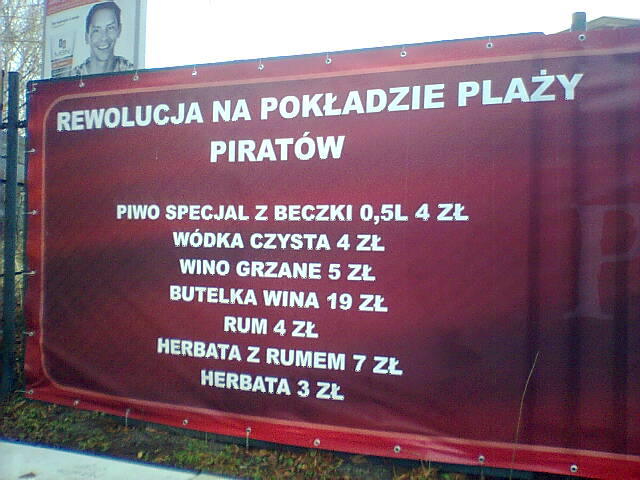 REWOLUCJA NA POKŁADZIE PLAŻY
PIRATÓW
PIWO SPECJAL Z BECZKI 0,5L 4 ZŁ
WÓDKA CZYSTA 4 ZŁ
WINO GRZANE 5 ZŁ
BUTELKA WINA 19 ZŁ
RUM 4 ZŁ
HERBATA Z RUMEM 7 ZŁ
HERBATA 3 ZŁ